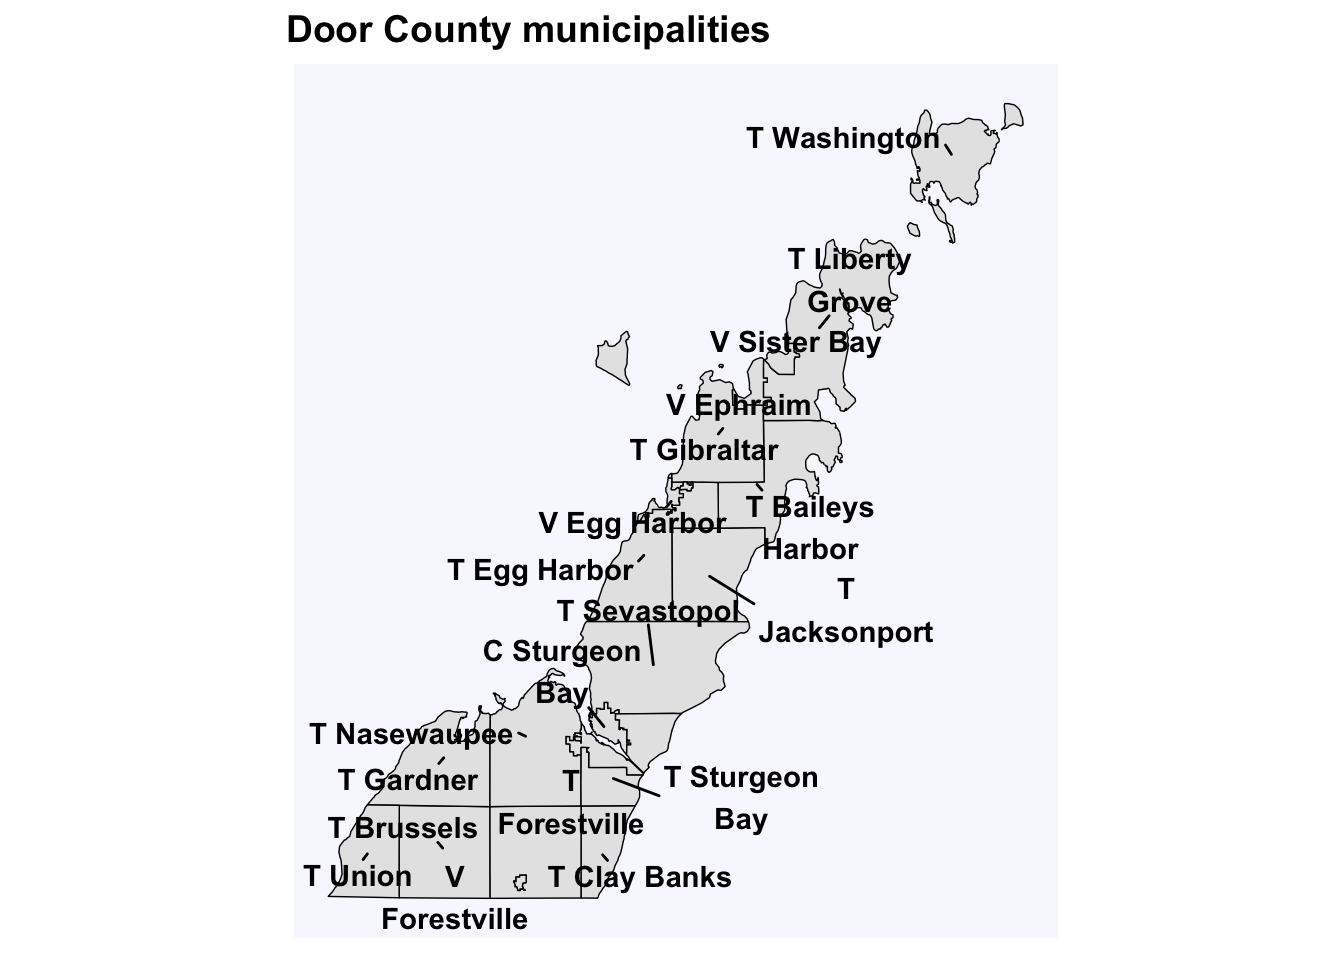 Door County municipalities
T Washington
T Liberty
Grove
V Sister Bay
V Ephraim
T Gibraltar
T Baileys
Harbor
V Egg Harbor
T Egg Harbor
T
Jacksonport
T Sevastopol
C Sturgeon
Bay
T Nasewaupee
T Gardner
T Sturgeon
Bay
T
Forestville
T Brussels
T Union
V
Forestville
T Clay Banks